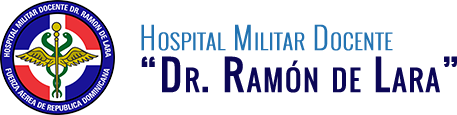 HOSPITAL MILITAR DOCENTE DR. RAMON DE LARA
FUERZA AEREA DE REPUBLICA DOMINICANA
HOSPITAL MILITAR DOCENTE
“DR. RAMÓN DE LARA”